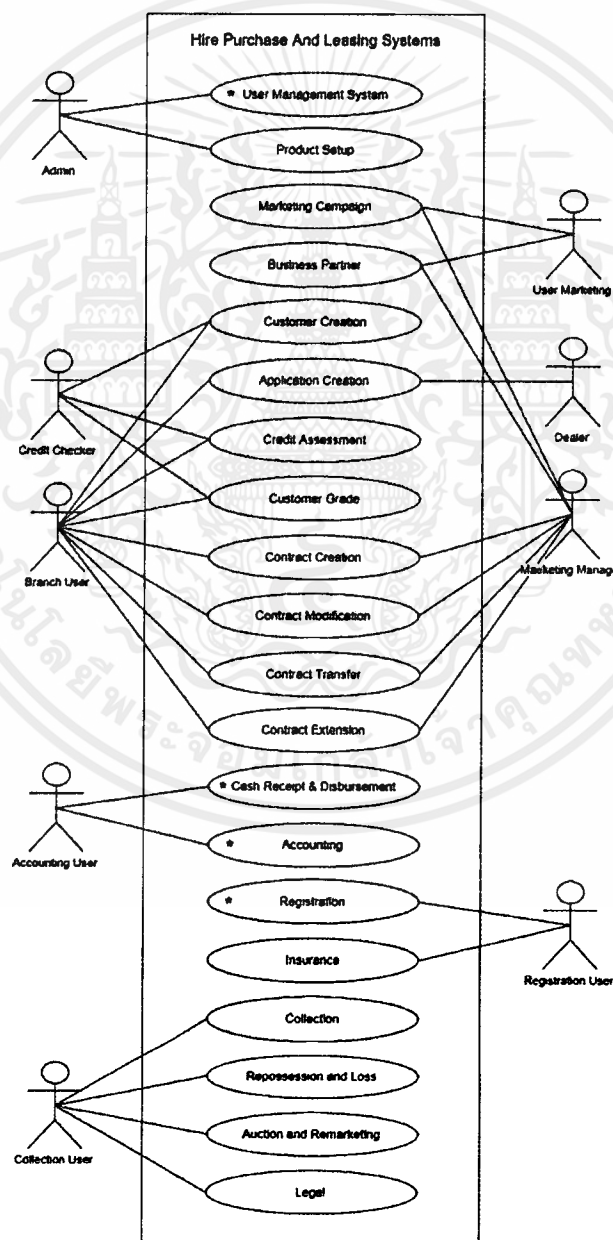 Hire Purchase And Leasing Systems
* User Management System
Admin
Product Setup
Marketing Campaign
User Marketing
Business Partner
Customer Creation
Credit Checker
Application Creation
Dealer
Credit Assessment
Customer Grade
Branch User
Contract Creation
Maeketing Manage
Contract Modification
Contract Transfer
Contract Extension
* Cash Receipt & Disbursement
Accounting User
* Accounting
* Registration
Registration User
Insurance
Collection
Repossession and Loss
Collection User
Auction and Remarketing
Legal